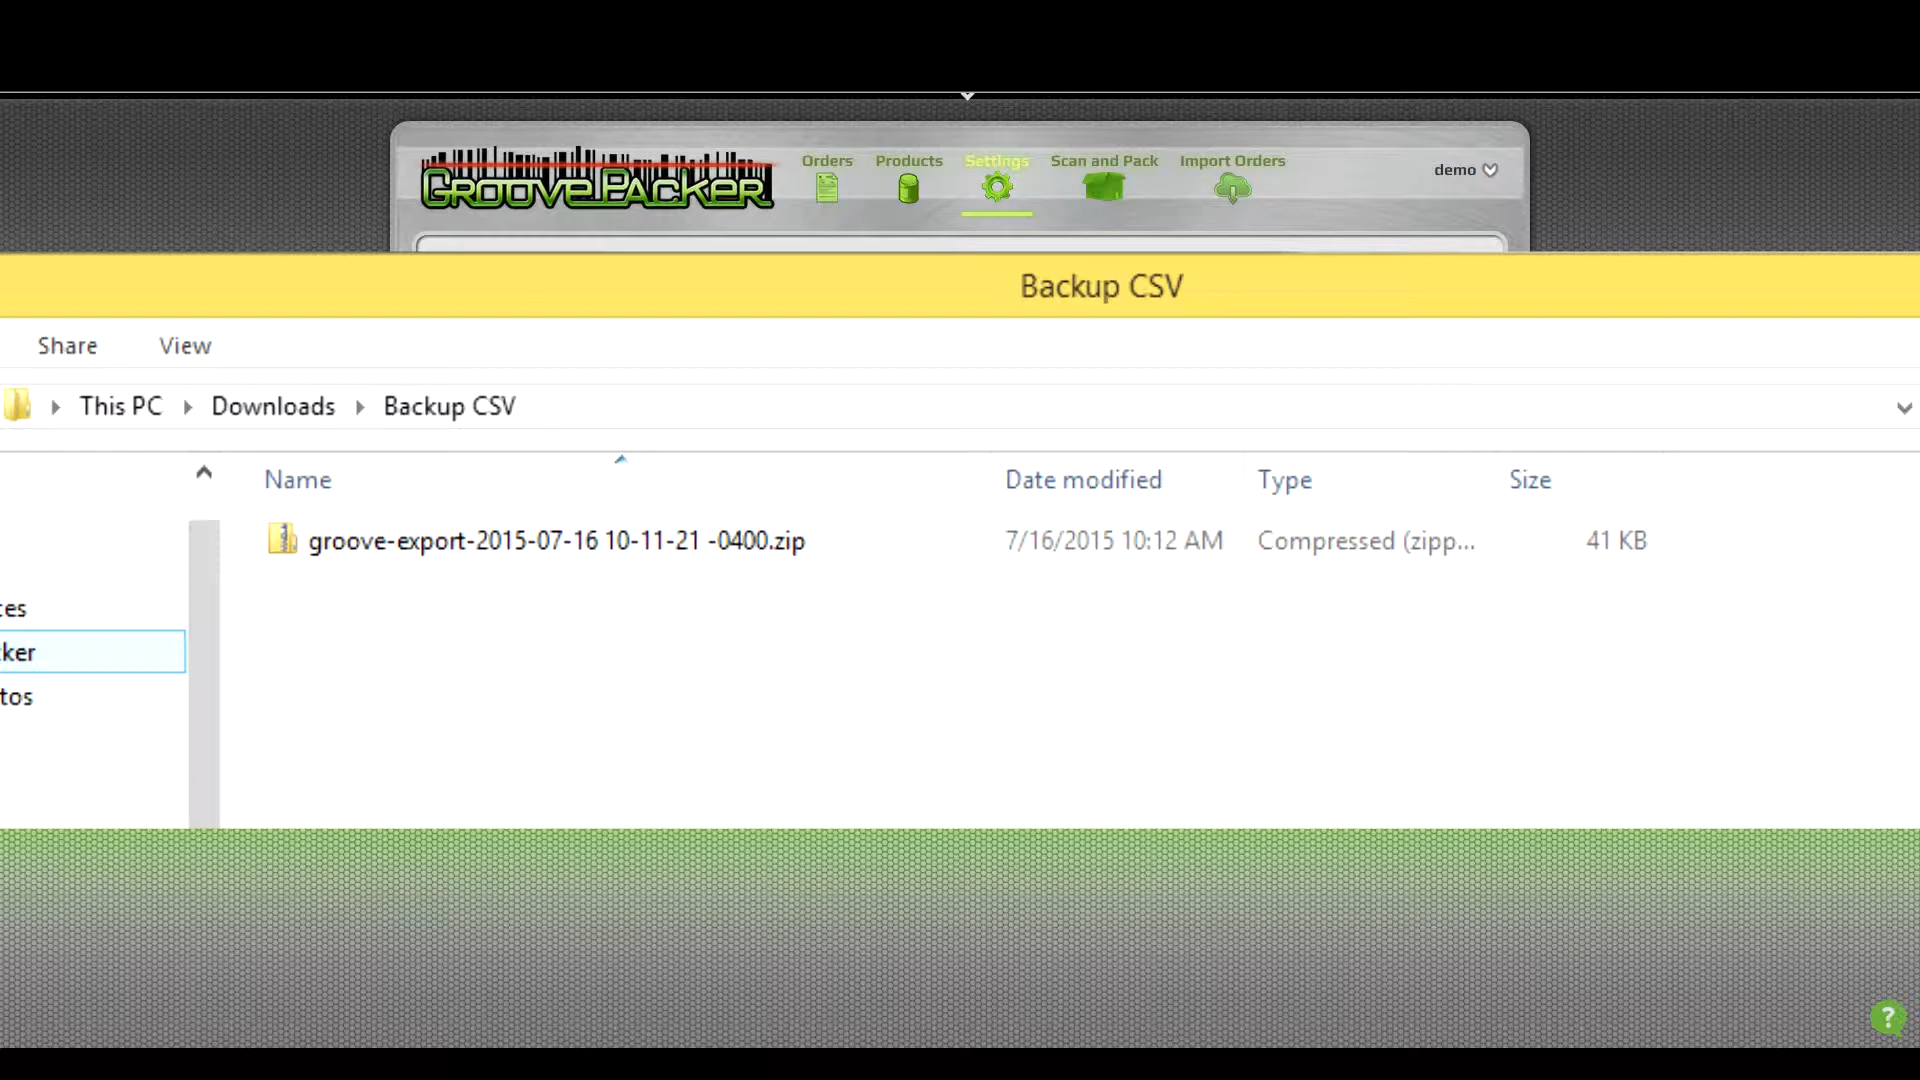 GROOVEPACKER
Orders Products Settings Scan and Pack Import Orders
demo
Backup CSV
Share View
This PC Downloads Backup CSV
Name Date modified Type Size
groove-export-2015-07-16 10-11-21 -0400.zip 7/16/2015 10:12 AM Compressed (zipp... 41 KB
ces
ker
tos
?